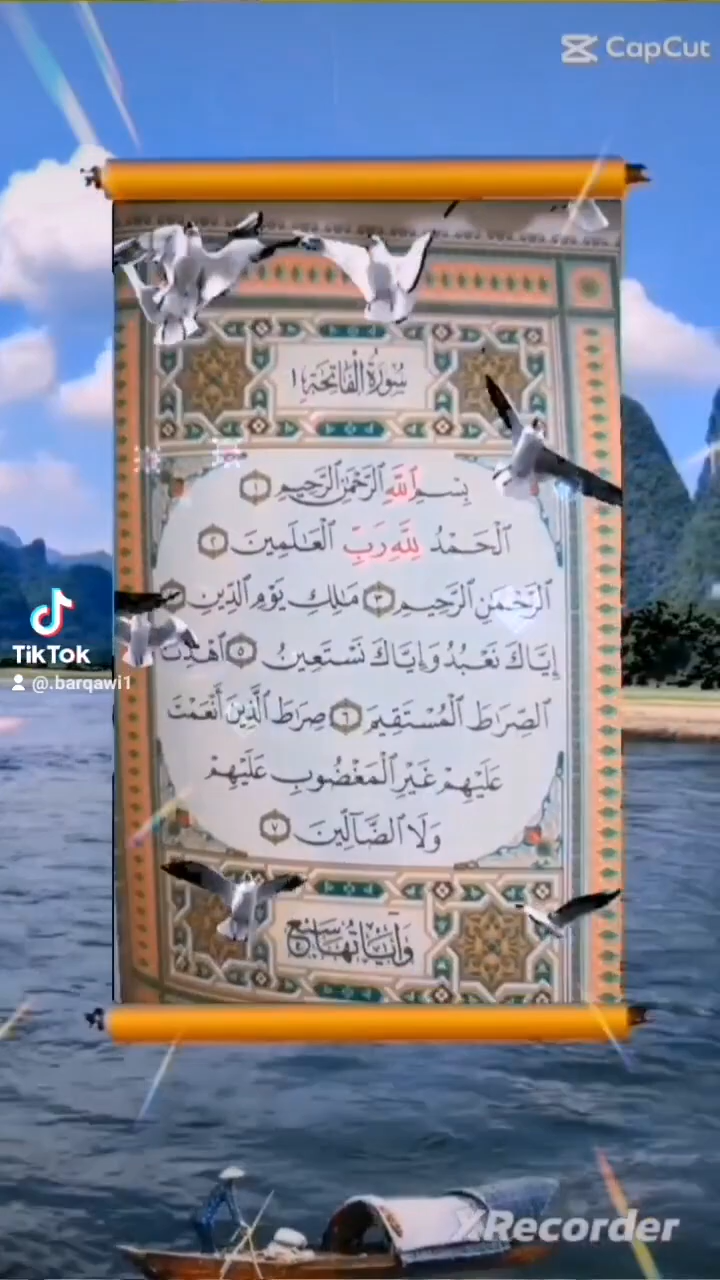 CapCut
سُورَةُ الْفَاتِحَةِ ١
بِسْمِ ٱللَّهِ ٱلرَّحْمَٰنِ ٱلرَّحِيمِ ١
ٱلْحَمْدُ لِلَّهِ رَبِّ ٱلْعَٰلَمِينَ ٢
ٱلرَّحْمَٰنِ ٱلرَّحِيمِ ٣ مَٰلِكِ يَوْمِ ٱلدِّينِ
إِيَّاكَ نَعْبُدُ وَإِيَّاكَ نَسْتَعِينُ ٥ ٱهْدِنَا
ٱلصِّرَٰطَ ٱلْمُسْتَقِيمَ ٦ صِرَٰطَ ٱلَّذِينَ أَنْعَمْتَ
عَلَيْهِمْ غَيْرِ ٱلْمَغْضُوبِ عَلَيْهِمْ
وَلَا ٱلضَّآلِّينَ ٧
وَآيَاتُهَا سَبْعٌ
TikTok
@.barqawi1
XRecorder